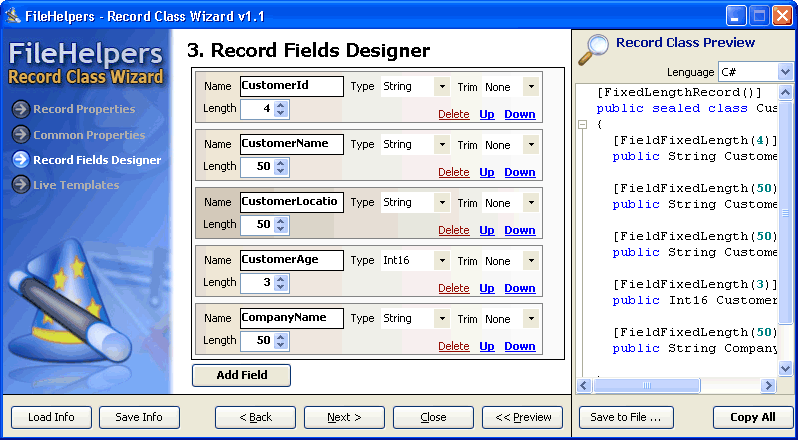 FileHelpers - Record Class Wizard v1.1
FileHelpers
Record Class Wizard
Record Properties
Common Properties
Record Fields Designer
Live Templates
3. Record Fields Designer
Name CustomerId Type String Trim None
Length 4 Delete Up Down
Name CustomerName Type String Trim None
Length 50 Delete Up Down
Name CustomerLocatio Type String Trim None
Length 50 Delete Up Down
Name CustomerAge Type Int16 Trim None
Length 3 Delete Up Down
Name CompanyName Type String Trim None
Length 50 Delete Up Down
Add Field
Record Class Preview
Language C#
[FixedLengthRecord()]
public sealed class Cus
{
[FieldFixedLength(4)]
public String Custome
[FieldFixedLength(50)
public String Custome
[FieldFixedLength(50)
public String Custome
[FieldFixedLength(3)]
public Int16 Customer
[FieldFixedLength(50)
public String Company
Load Info
Save Info
< Back
Next >
Close
<< Preview
Save to File ...
Copy All